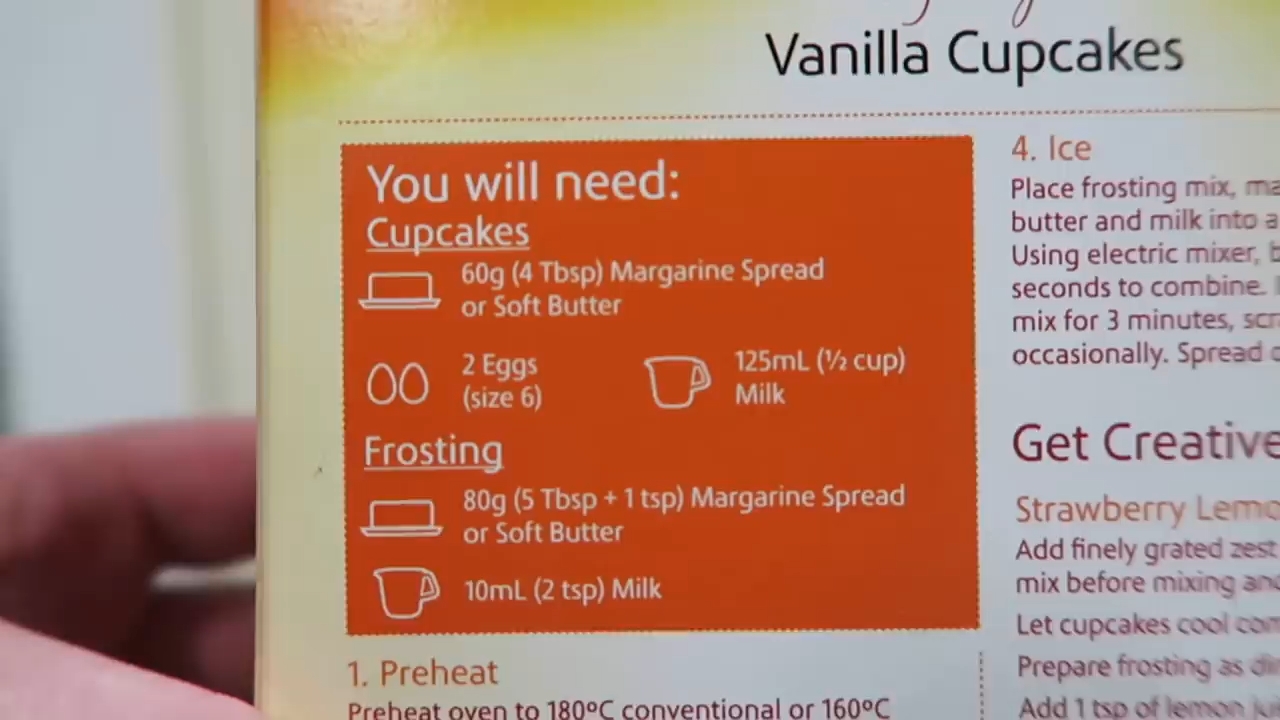 Vanilla Cupcakes
You will need:
Cupcakes
60g (4 Tbsp) Margarine Spread
or Soft Butter
2 Eggs
(size 6)
125mL (½ cup)
Milk
Frosting
80g (5 Tbsp + 1 tsp) Margarine Spread
or Soft Butter
10mL (2 tsp) Milk
1. Preheat
Preheat oven to 180ºC conventional or 160ºC
4. Ice
Place frosting mix,
butter and milk into a
Using electric mixer,
seconds to combine.
mix for 3 minutes,
occasionally. Spread
Get Creative
Strawberry
Add finely grated zest
mix before mixing
Let cupcakes cool
Prepare frosting as
Add 1 tsp of lemon